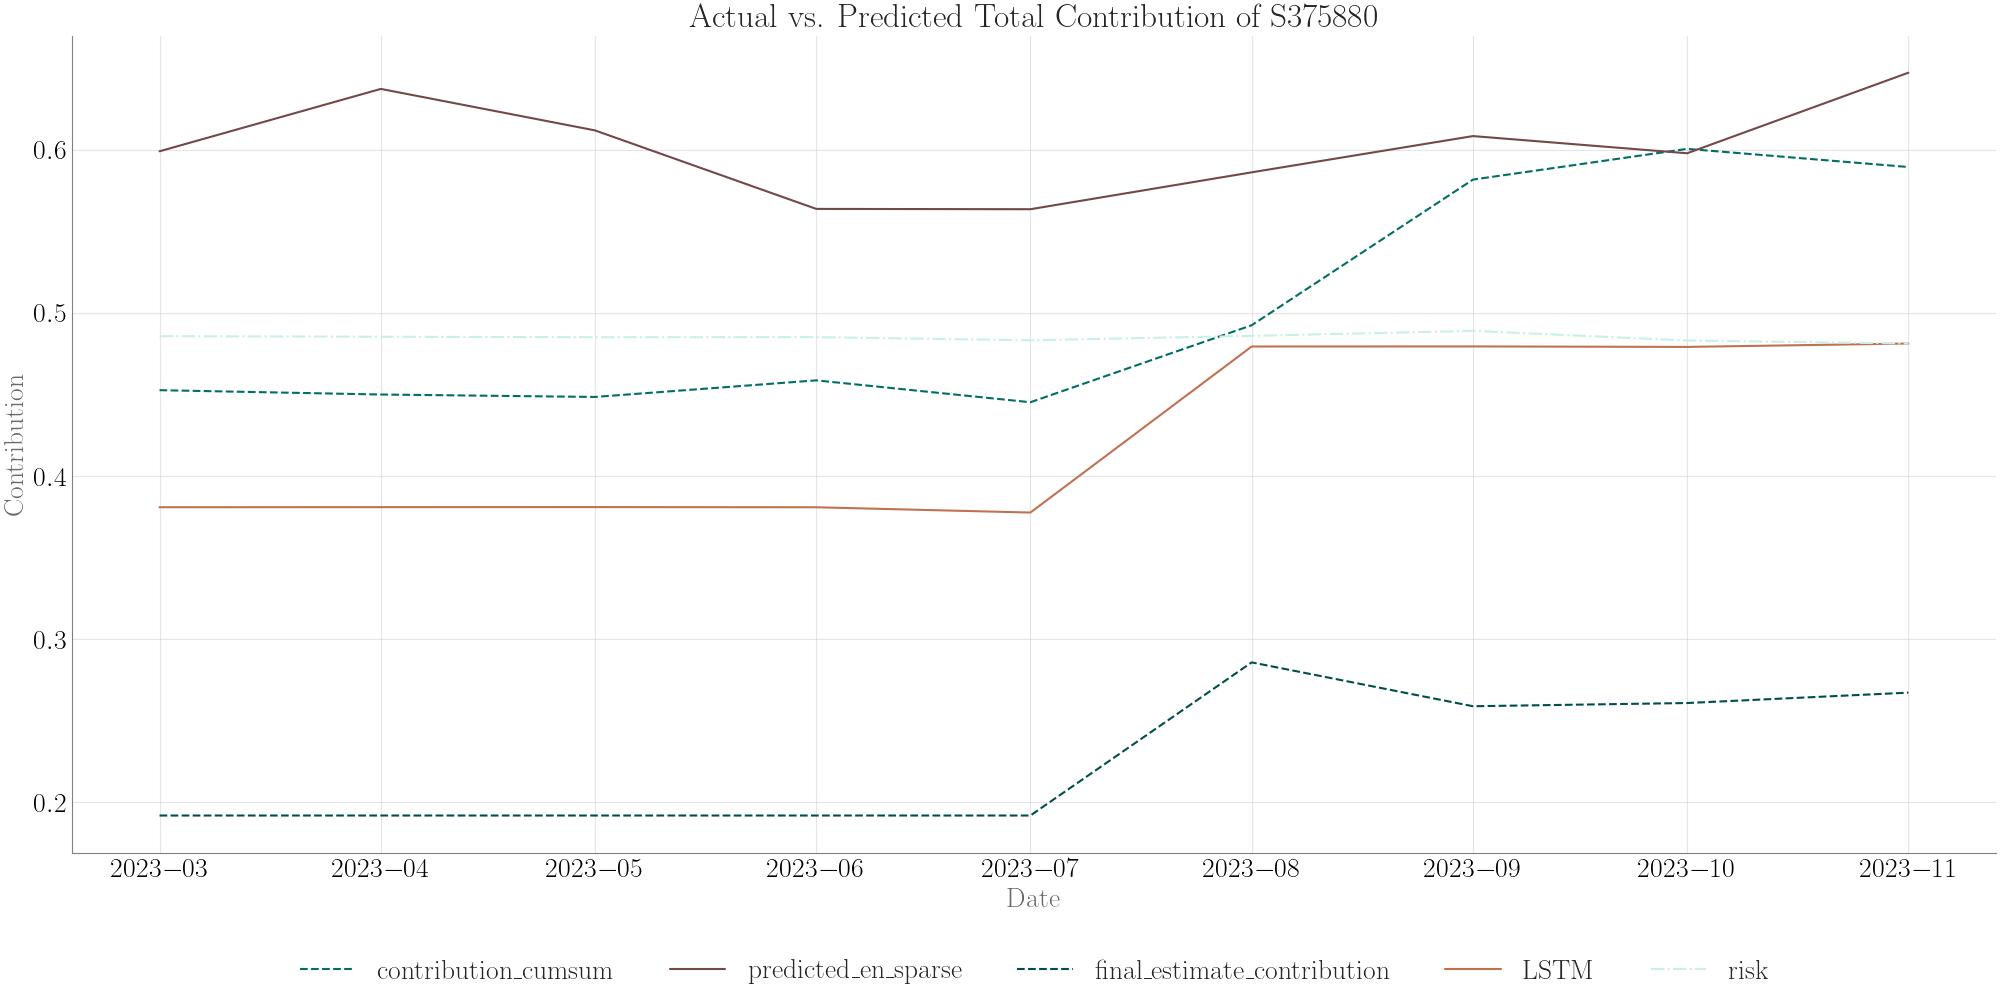 Actual vs. Predicted Total Contribution of S375880
Contribution
0.6
0.5
0.4
0.3
0.2
2023−03 2023−04 2023−05 2023−06 2023−07 2023−08 2023−09 2023−10 2023−11
Date
contribution_cumsum predicted_en_sparse final_estimate_contribution LSTM risk